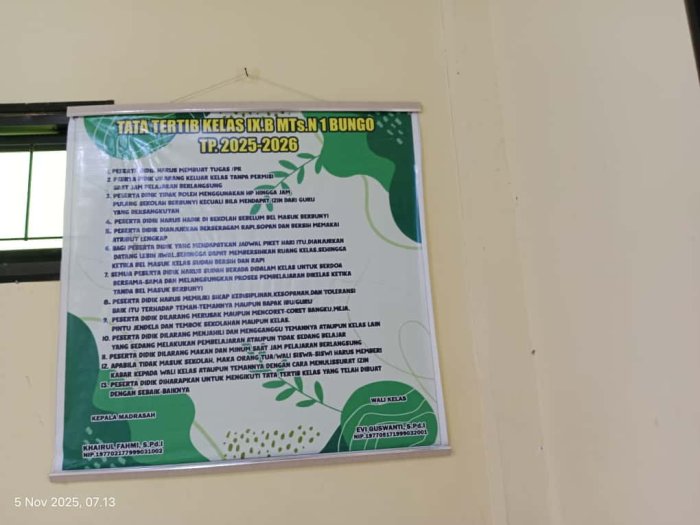 TATA TERTIB KELAS IX.B MTs.N 1 BUNGO
TP.2025-2026
1. PESERTA DIDIK HARUS MEMBUAT TUGAS /PR
2. PESERTA DIDIK DILARANG KELUAR KELAS TANPA PERMISI
SAAT JAM PELAJARAN BERLANGSUNG
3. PESERTA DIDIK TIDAK BOLEH MENGGUNAKAN HP HINGGA JAM
PULANG SEKOLAH BERBUNYI KECUALI BILA MENDAPAT IZIN DARI GURU
YANG BERSANGKUTAN
4. PESERTA DIDIK HARUS HADIR DI SEKOLAH SEBELUM BEL MASUK BERBUNYI
5. PESERTA DIDIK DIANJURKAN BERSERAGAM RAPI,SOPAN DAN BERSIH MEMAKAI
ATRIBUT LENGKAP
6. BAGI PESERTA DIDIK YANG MENDAPATKAN JADWAL PIKET HARI ITU,DIANJURKAN
DATANG LEBIH AWAL,SEHINGGA DAPAT MEMBERSIHKAN RUANG KELAS,SEHINGGA
KETIKA BEL MASUK KELAS SUDAH BERSIH DAN RAPI
7. SEMUA PESERTA DIDIK HARUS SUDAH BERADA DIDALAM KELAS UNTUK BERDOA
BERSAMA-SAMA DAN MELANGSUNGKAN PROSES PEMBELAJARAN DIKELAS KETIKA
TANDA BEL MASUK BERBUNYI
8. PESERTA DIDIK HARUS MEMILIKI SIKAP KEDISIPLINAN,KESOPANAN,DAN TOLERANSI
BAIK ITU TERHADAP TEMAN-TEMANNYA MAUPUN BAPAK IBU/GURU
9. PESERTA DIDIK DILARANG MERUSAK MAUPUN MENCORET-CORET BANGKU,MEJA,
PINTU JENDELA DAN TEMBOK SEKOLAHAN MAUPUN KELAS.
10. PESERTA DIDIK DILARANG MENJAHILI DAN MENGGANGGU TEMANNYA ATAUPUN KELAS LAIN
YANG SEDANG MELAKUKAN PEMBELAJARAN ATAUPUN TIDAK SEDANG BELAJAR
11. PESERTA DIDIK DILARANG MAKAN DAN MINUM SAAT JAM PELAJARAN BERLANGSUNG
12. APABILA TIDAK MASUK SEKOLAH, MAKA ORANG TUA/WALI SISWA-SISWI HARUS MEMBERI
KABAR KEPADA WALI KELAS ATAUPUN TEMANNYA DENGAN CARA MENULISSURAT IZIN
13. PESERTA DIDIK DIHARAPKAN UNTUK MENGIKUTI TATA TERTIB KELAS YANG TELAH DIBUAT
DENGAN SEBAIK-BAIKNYA
KEPALA MADRASAH
WALI KELAS
KHAIRUL FAHMI, S.Pd.I
NIP.197702177999031002
EVI QUSWANTI, S.Pd.I
NIP.197705171999032001
5 Nov 2025, 07.13